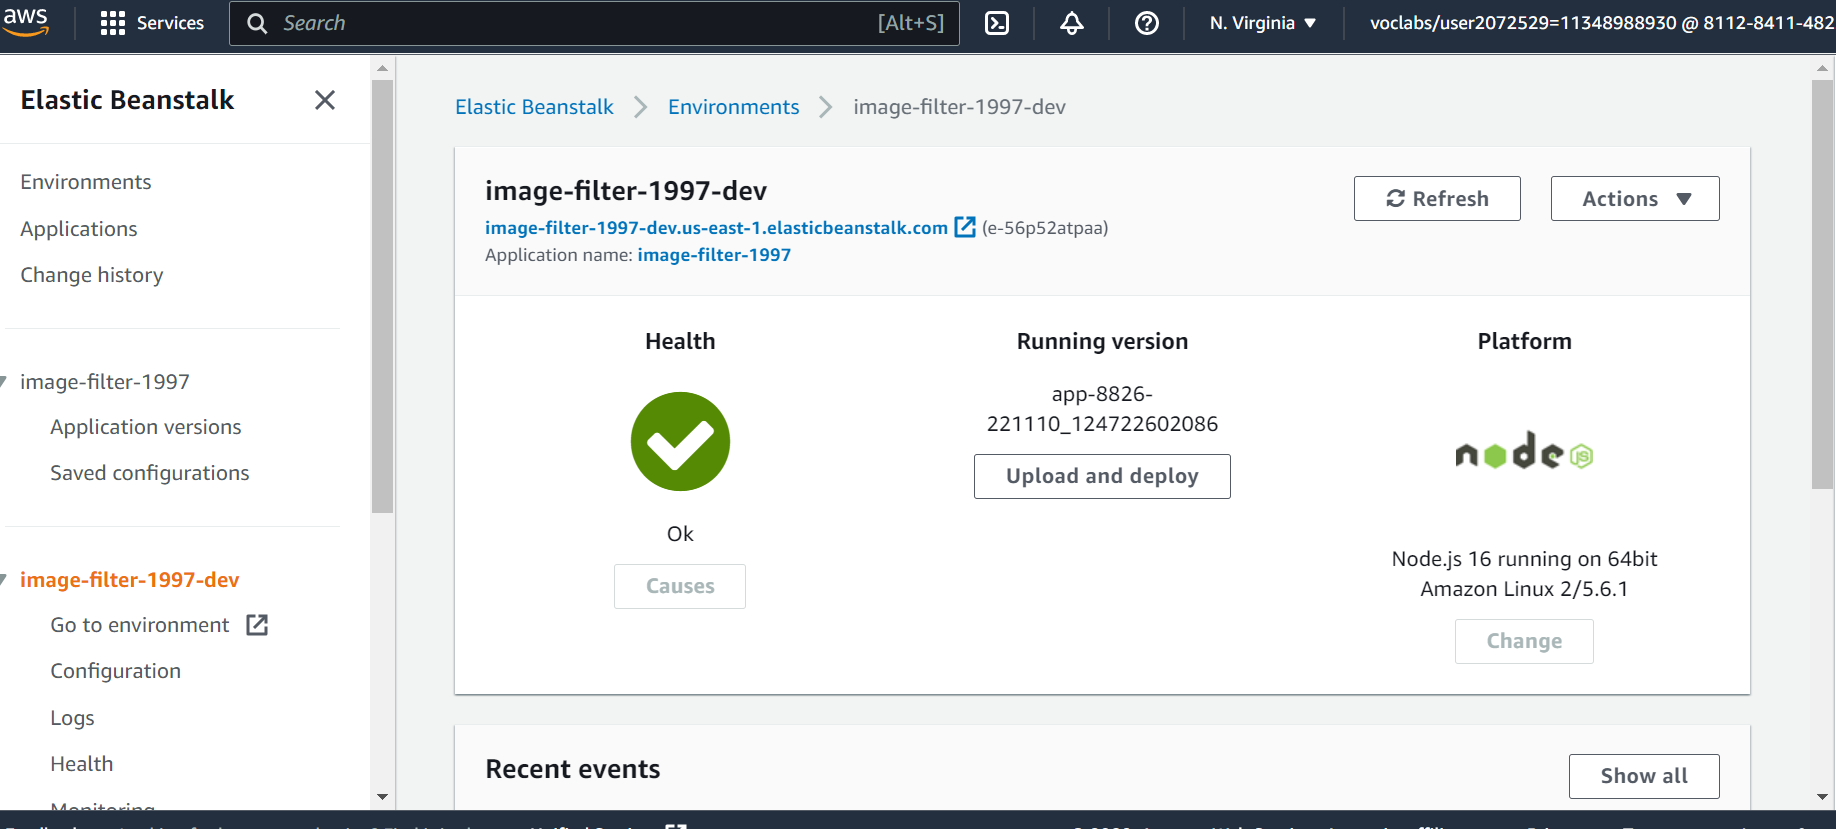 aws
Services
Search
[Alt+S]
N. Virginia
voclabs/user2072529=11348988930 @ 8112-8411-482
Elastic Beanstalk
Environments
Applications
Change history
image-filter-1997
Application versions
Saved configurations
image-filter-1997-dev
Go to environment
Configuration
Logs
Health
Monitoring
Elastic Beanstalk
Environments
image-filter-1997-dev
image-filter-1997-dev
image-filter-1997-dev.us-east-1.elasticbeanstalk.com (e-56p52atpaa)
Application name: image-filter-1997
Refresh
Actions
Health
Ok
Causes
Running version
app-8826-
221110_124722602086
Upload and deploy
Platform
node
JS
Node.js 16 running on 64bit
Amazon Linux 2/5.6.1
Change
Recent events
Show all